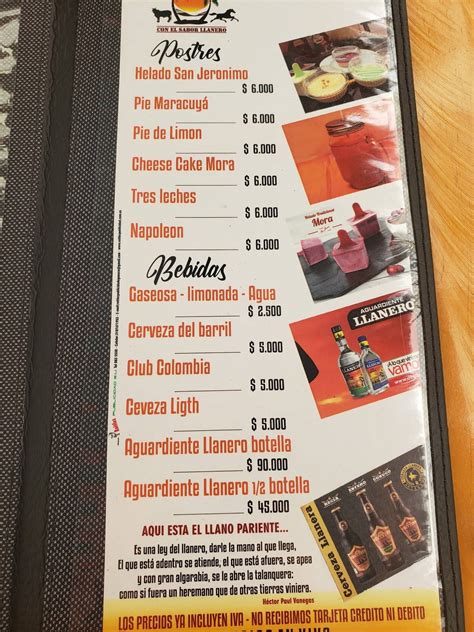 CON EL SABOR LLANERO
Postres
Helado San Jeronimo
$ 6.000
Pie Maracuyá
$ 6.000
Pie de Limon
$ 6.000
Cheese Cake Mora
$ 6.000
Tres leches
$ 6.000
Napoleon
$ 6.000
Helado Tradicional
Mora
Bebidas
Gaseosa - limonada - Agua
$ 2.500
Cerveza del barril
$ 5.000
Club Colombia
$ 5.000
Ceveza Ligth
$ 5.000
Aguardiente Llanero botella
$ 90.000
Aguardiente Llanero 1/2 botella
$ 45.000
AGUARDIENTE
LLANERO
Cerveza Llanera
AQUI ESTA EL LLANO PARIENTE...
Es una ley del llanero, darle la mano al que llega,
El que está adentro se atiende, el que está afuera, se apea
y con gran algarabia, se le abra la talanquera:
como si fuera un heremano que de otras tierras viniera.
Héctor Paul Vanegas
LOS PRECIOS YA INCLUYEN IVA - NO RECIBIMOS TARJETA CREDITO NI DEBITO